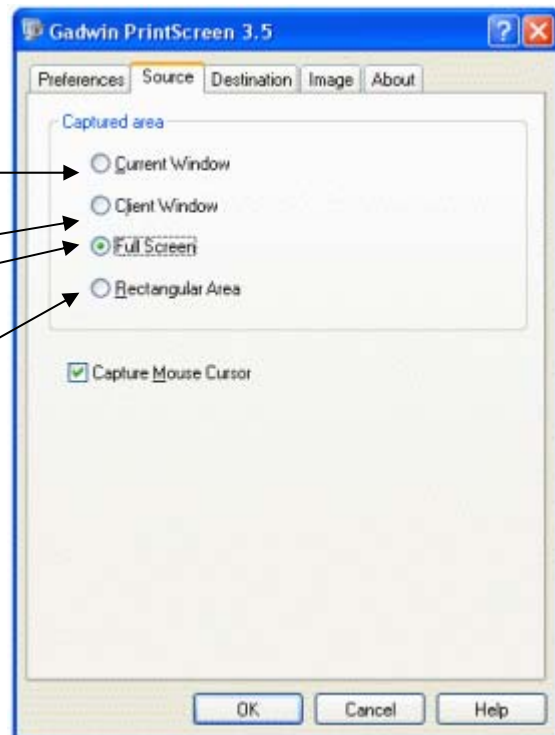 Gadwin PrintScreen 3.5
Preferences Source Destination Image About
Captured area
Current Window
Client Window
Full Screen
Rectangular Area
Capture Mouse Cursor
OK Cancel Help